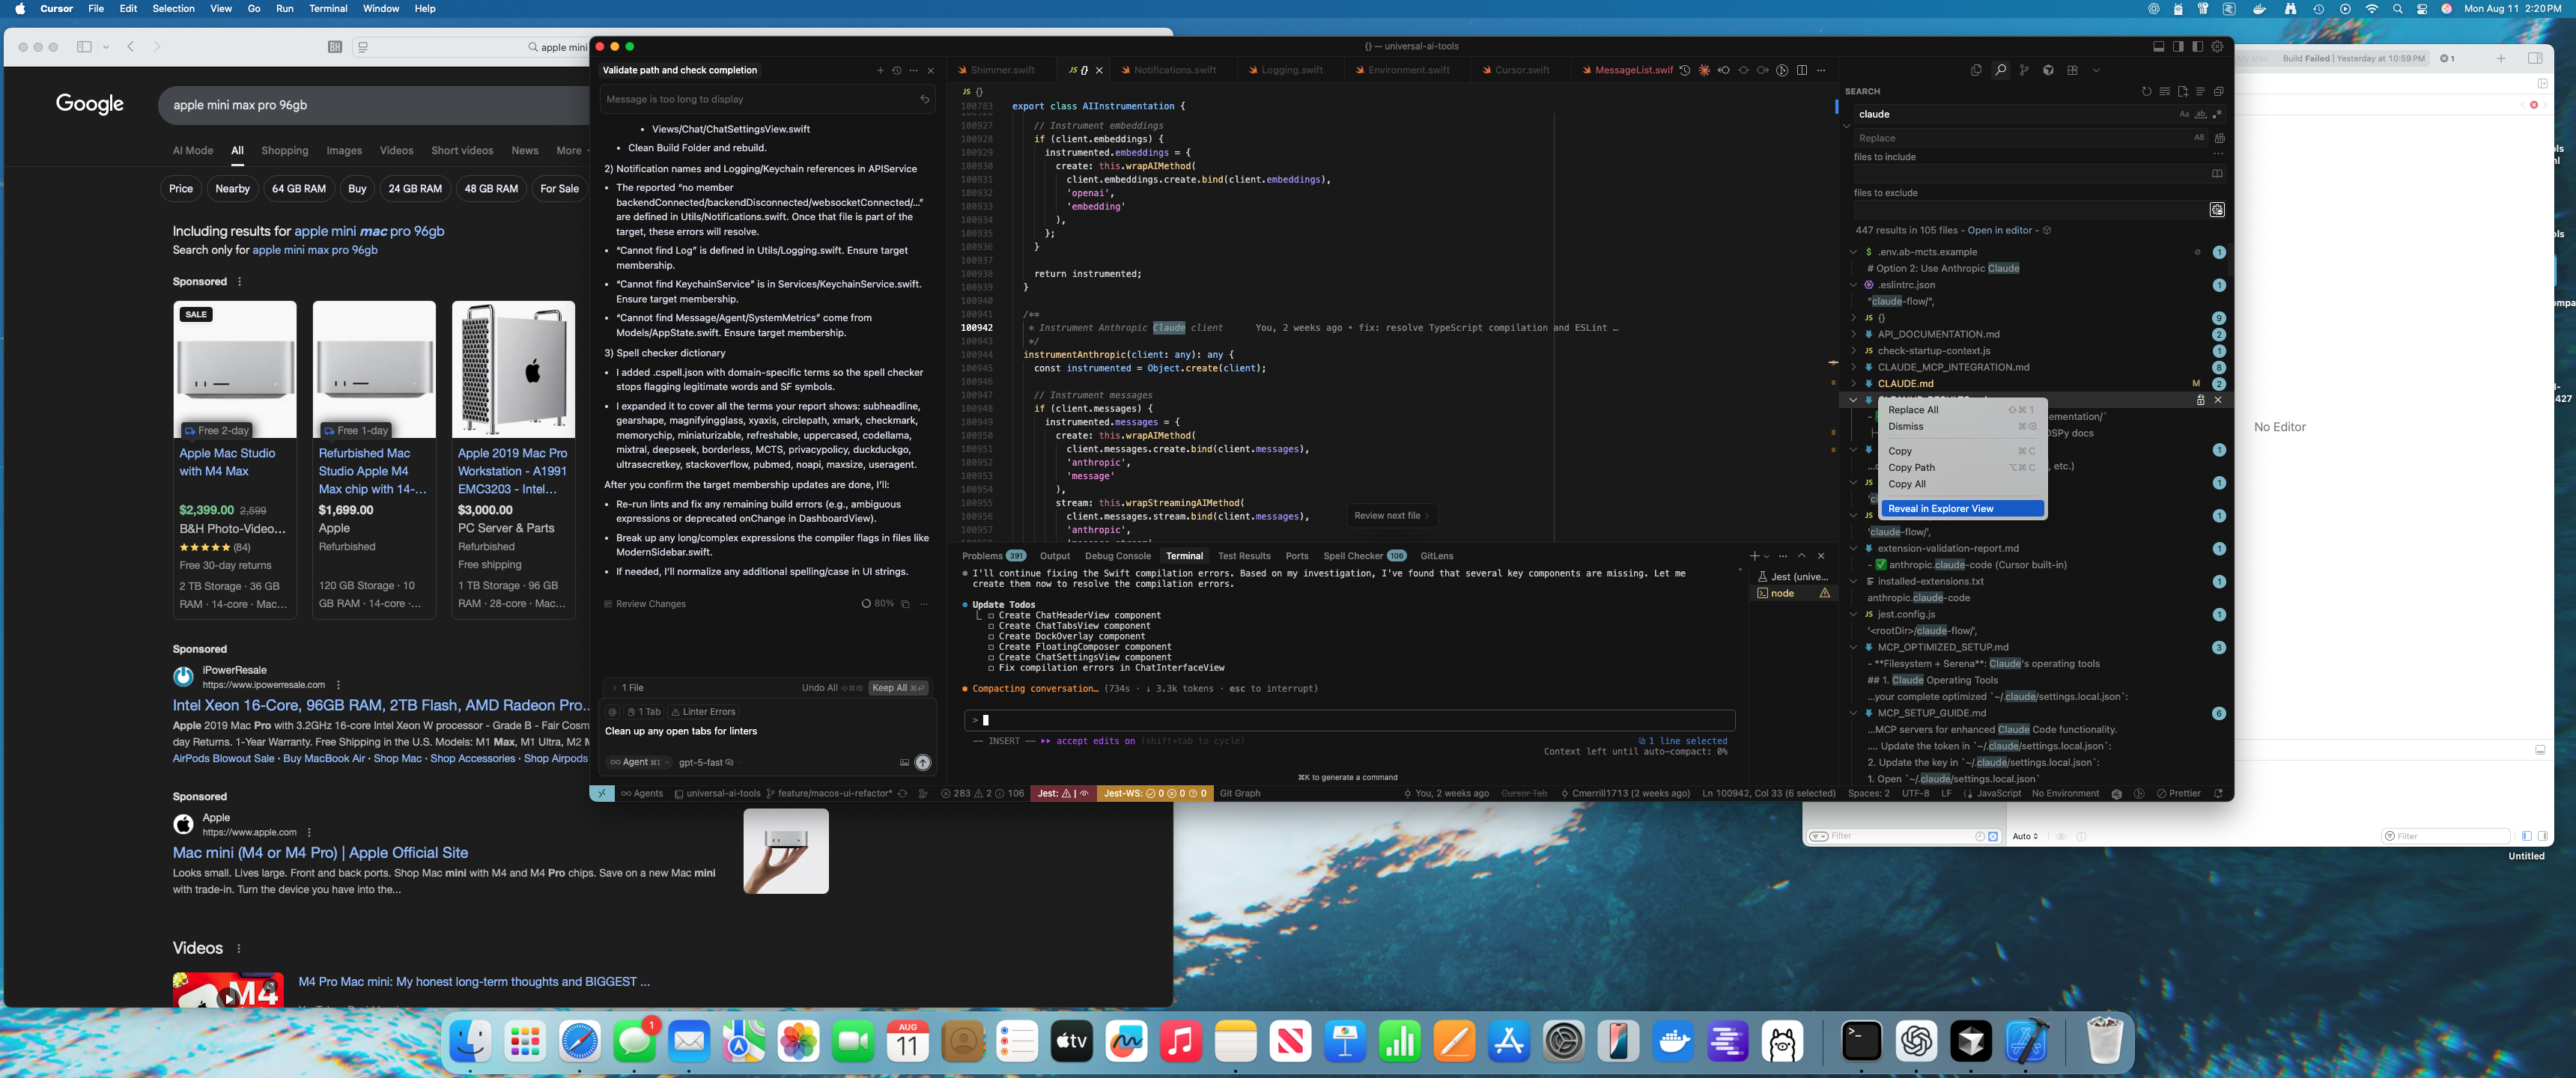 Cursor File Edit Selection View Go Run Terminal Window Help
Mon Aug 11 2:20 PM
BH
apple mini
Google
apple mini max pro 96gb
AI Mode All Shopping Images Videos Short videos News More
Price Nearby 64 GB RAM Buy 24 GB RAM 48 GB RAM For Sale
Including results for apple mini mac pro 96gb
Search only for apple mini max pro 96gb
Sponsored
SALE
Free 2-day
Apple Mac Studio
with M4 Max
$2,399.00 2,599
B&H Photo-Video...
(84)
Free 30-day returns
2 TB Storage · 36 GB
RAM · 14-core · Mac...
Free 1-day
Refurbished Mac
Studio Apple M4
Max chip with 14-...
$1,699.00
Apple
Refurbished
120 GB Storage · 10
GB RAM · 14-core ·...
Apple 2019 Mac Pro
Workstation - A1991
EMC3203 - Intel...
$3,000.00
PC Server & Parts
Refurbished
Free shipping
1 TB Storage · 96 GB
RAM · 28-core · Mac...
Sponsored
iPowerResale
https://www.ipowerresale.com
Intel Xeon 16-Core, 96GB RAM, 2TB Flash, AMD Radeon Pro...
Apple 2019 Mac Pro with 3.2GHz 16-core Intel Xeon W processor - Grade B - Fair Cosm
day Returns. 1-Year Warranty. Free Shipping in the U.S. Models: M1 Max, M1 Ultra, M2 M
AirPods Blowout Sale · Buy MacBook Air · Shop Mac · Shop Accessories · Shop Airpods
Sponsored
Apple
https://www.apple.com
Mac mini (M4 or M4 Pro) | Apple Official Site
Looks small. Lives large. Front and back ports. Shop Mac mini with M4 and M4 Pro chips. Save on a new Mac mini
with trade-in. Turn the device you have into the...
Videos
M4
M4 Pro Mac mini: My honest long-term thoughts and BIGGEST ...
{} — universal-ai-tools
Validate path and check completion
Message is too long to display
• Views/Chat/ChatSettingsView.swift
• Clean Build Folder and rebuild.
2) Notification names and Logging/Keychain references in APIService
• The reported "no member
backendConnected/backendDisconnected/websocketConnected/..."
are defined in Utils/Notifications.swift. Once that file is part of the
target, these errors will resolve.
• "Cannot find Log" is defined in Utils/Logging.swift. Ensure target
membership.
• "Cannot find KeychainService" is in Services/KeychainService.swift.
Ensure target membership.
• "Cannot find Message/Agent/SystemMetrics" come from
Models/AppState.swift. Ensure target membership.
3) Spell checker dictionary
• I added .cspell.json with domain-specific terms so the spell checker
stops flagging legitimate words and SF symbols.
• I expanded it to cover all the terms your report shows: subheadline,
gearshape, magnifyingglass, xyaxis, circlepath, xmark, checkmark,
memorychip, miniaturizable, refreshable, uppercased, codellama,
mixtral, deepseek, borderless, MCTS, privacypolicy, duckduckgo,
ultrasecretkey, stackoverflow, pubmed, noapi, maxsize, useragent.
After you confirm the target membership updates are done, I'll:
• Re-run lints and fix any remaining build errors (e.g., ambiguous
expressions or deprecated onChange in DashboardView).
• Break up any long/complex expressions the compiler flags in files like
ModernSidebar.swift.
• If needed, I'll normalize any additional spelling/case in UI strings.
Review Changes 80%
1 File Undo All Keep All
@ 1 Tab Linter Errors
Clean up any open tabs for linters
Agent ⌘I gpt-5-fast
Shimmer.swift JS {} Notifications.swift Logging.swift Environment.swift Cursor.swift MessageList.swif
JS {}
100783 export class AIInstrumentation {
100927 // Instrument embeddings
100928 if (client.embeddings) {
100929 instrumented.embeddings = {
100930 create: this.wrapAIMethod(
100931 client.embeddings.create.bind(client.embeddings),
100932 'openai',
100933 'embedding'
100934 ),
100935 };
100936 }
100937
100938 return instrumented;
100939 }
100940
100941 /**
100942 * Instrument Anthropic Claude client You, 2 weeks ago • fix: resolve TypeScript compilation and ESLint …
100943 */
100944 instrumentAnthropic(client: any): any {
100945 const instrumented = Object.create(client);
100946
100947 // Instrument messages
100948 if (client.messages) {
100949 instrumented.messages = {
100950 create: this.wrapAIMethod(
100951 client.messages.create.bind(client.messages),
100952 'anthropic',
100953 'message'
100954 ),
100955 stream: this.wrapStreamingAIMethod(
100956 client.messages.stream.bind(client.messages),
100957 'anthropic',
Review next file
Problems 391 Output Debug Console Terminal Test Results Ports Spell Checker 106 GitLens
I'll continue fixing the Swift compilation errors. Based on my investigation, I've found that several key components are missing. Let me
create them now to resolve the compilation errors.
Update Todos
Create ChatHeaderView component
Create ChatTabsView component
Create DockOverlay component
Create FloatingComposer component
Create ChatSettingsView component
Fix compilation errors in ChatInterfaceView
Compacting conversation… (734s · ↓ 3.3k tokens · esc to interrupt)
>
-- INSERT -- ▸▸ accept edits on (shift+tab to cycle)
1 line selected
Context left until auto-compact: 0%
⌘K to generate a command
Jest (unive...
node
Agents universal-ai-tools feature/macos-ui-refactor* 283 2 106 Jest: Jest-WS: 0 0 0 Git Graph
You, 2 weeks ago Cursor Tab Cmerrill1713 (2 weeks ago) Ln 100942, Col 33 (6 selected) Spaces: 2 UTF-8 LF JavaScript No Environment Prettier
SEARCH
claude
Aa ab
Replace AB
files to include
files to exclude
447 results in 105 files - Open in editor -
.env.ab-mcts.example 1
# Option 2: Use Anthropic Claude
.eslintrc.json 1
"claude-flow/",
{} 9
API_DOCUMENTATION.md 2
JS check-startup-context.js 1
CLAUDE_MCP_INTEGRATION.md 8
CLAUDE.md M 2
Replace All ⇧⌘1
Dismiss ⌘⌫
Copy ⌘C
Copy Path ⌥⌘C
Copy All
Reveal in Explorer View
ementation/`
OSPy docs
1
, etc.)
JS 1
JS 1
'claude-flow/',
extension-validation-report.md 1
- ✅ anthropic.claude-code (Cursor built-in)
installed-extensions.txt 1
anthropic.claude-code
JS jest.config.js 1
'<rootDir>/claude-flow/',
MCP_OPTIMIZED_SETUP.md 3
- **Filesystem + Serena**: Claude's operating tools
## 1. Claude Operating Tools
...your complete optimized `~/.claude/settings.local.json`:
MCP_SETUP_GUIDE.md 6
...MCP servers for enhanced Claude Code functionality.
.... Update the token in `~/.claude/settings.local.json`:
2. Update the key in `~/.claude/settings.local.json`:
1. Open `~/.claude/settings.local.json`
Build Failed | Yesterday at 10:59 PM 1
No Editor
Filter
Auto
Filter
427
Untitled
1
AUG
11
tv